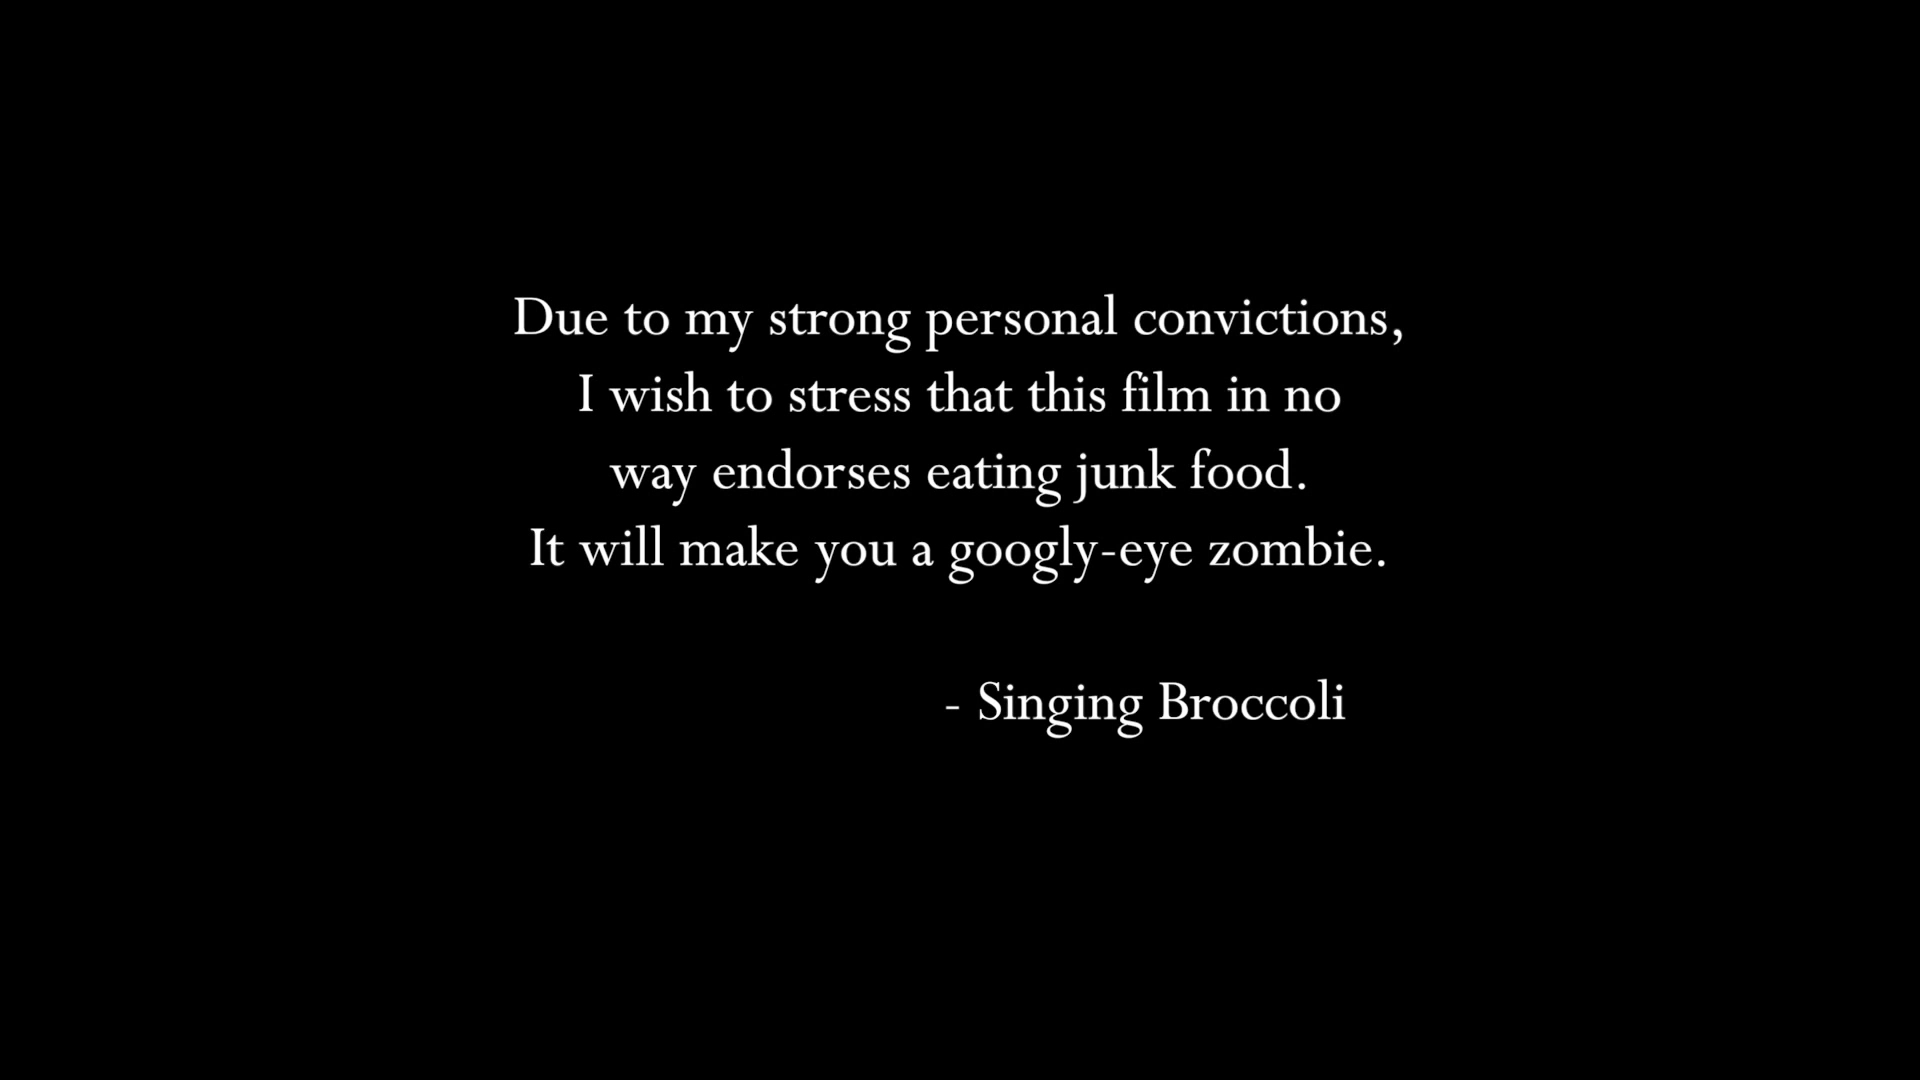 Due to my strong personal convictions,
I wish to stress that this film in no
way endorses eating junk food.
It will make you a googly-eye zombie.
- Singing Broccoli